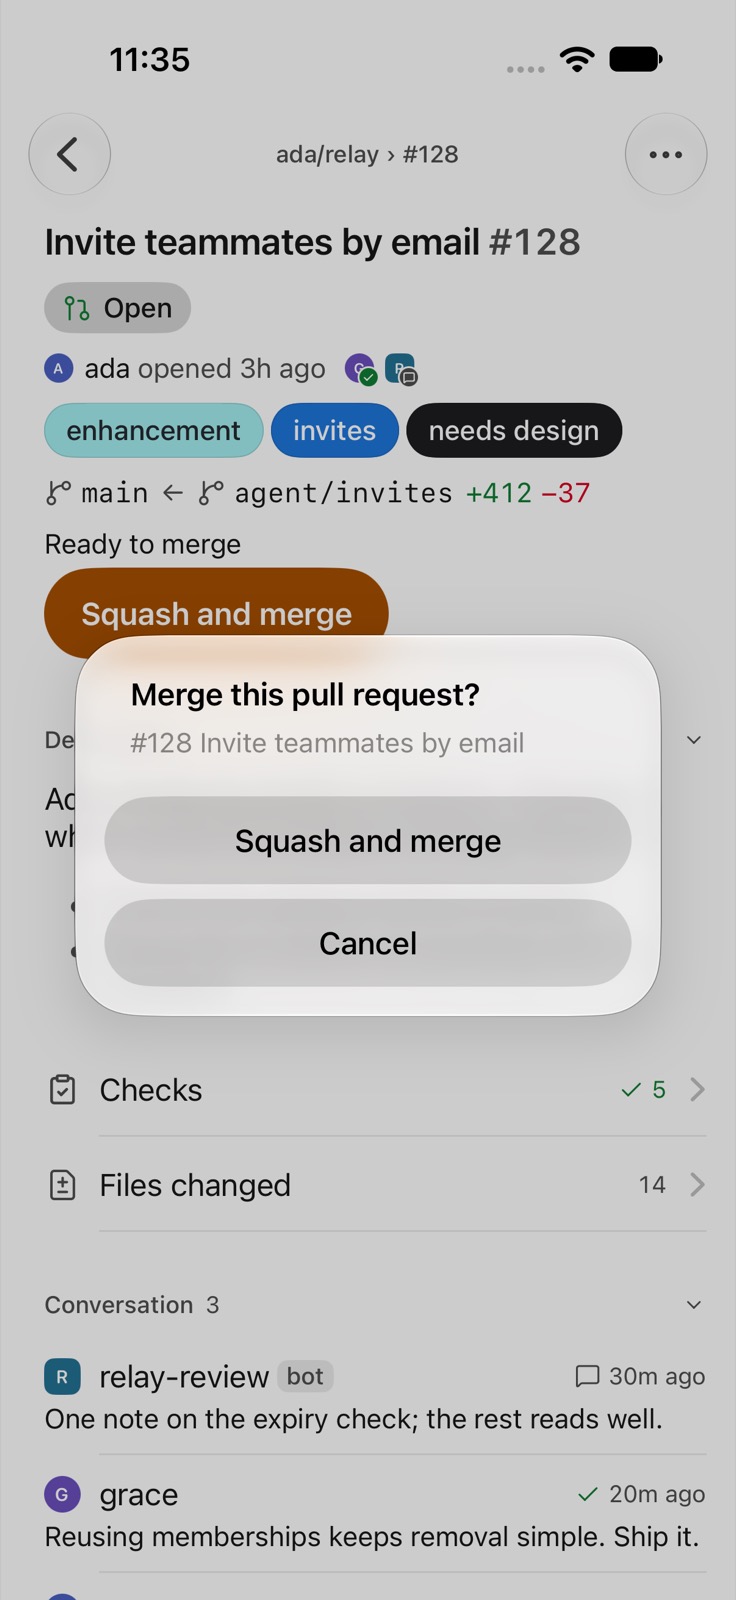 11:35
ada/relay › #128
Invite teammates by email #128
Open
A ada opened 3h ago G R
enhancement invites needs design
main ← agent/invites +412 −37
Ready to merge
Squash and merge
Merge this pull request?
#128 Invite teammates by email
Squash and merge
Cancel
Checks 5
Files changed 14
Conversation 3
R relay-review bot 30m ago
One note on the expiry check; the rest reads well.
G grace 20m ago
Reusing memberships keeps removal simple. Ship it.